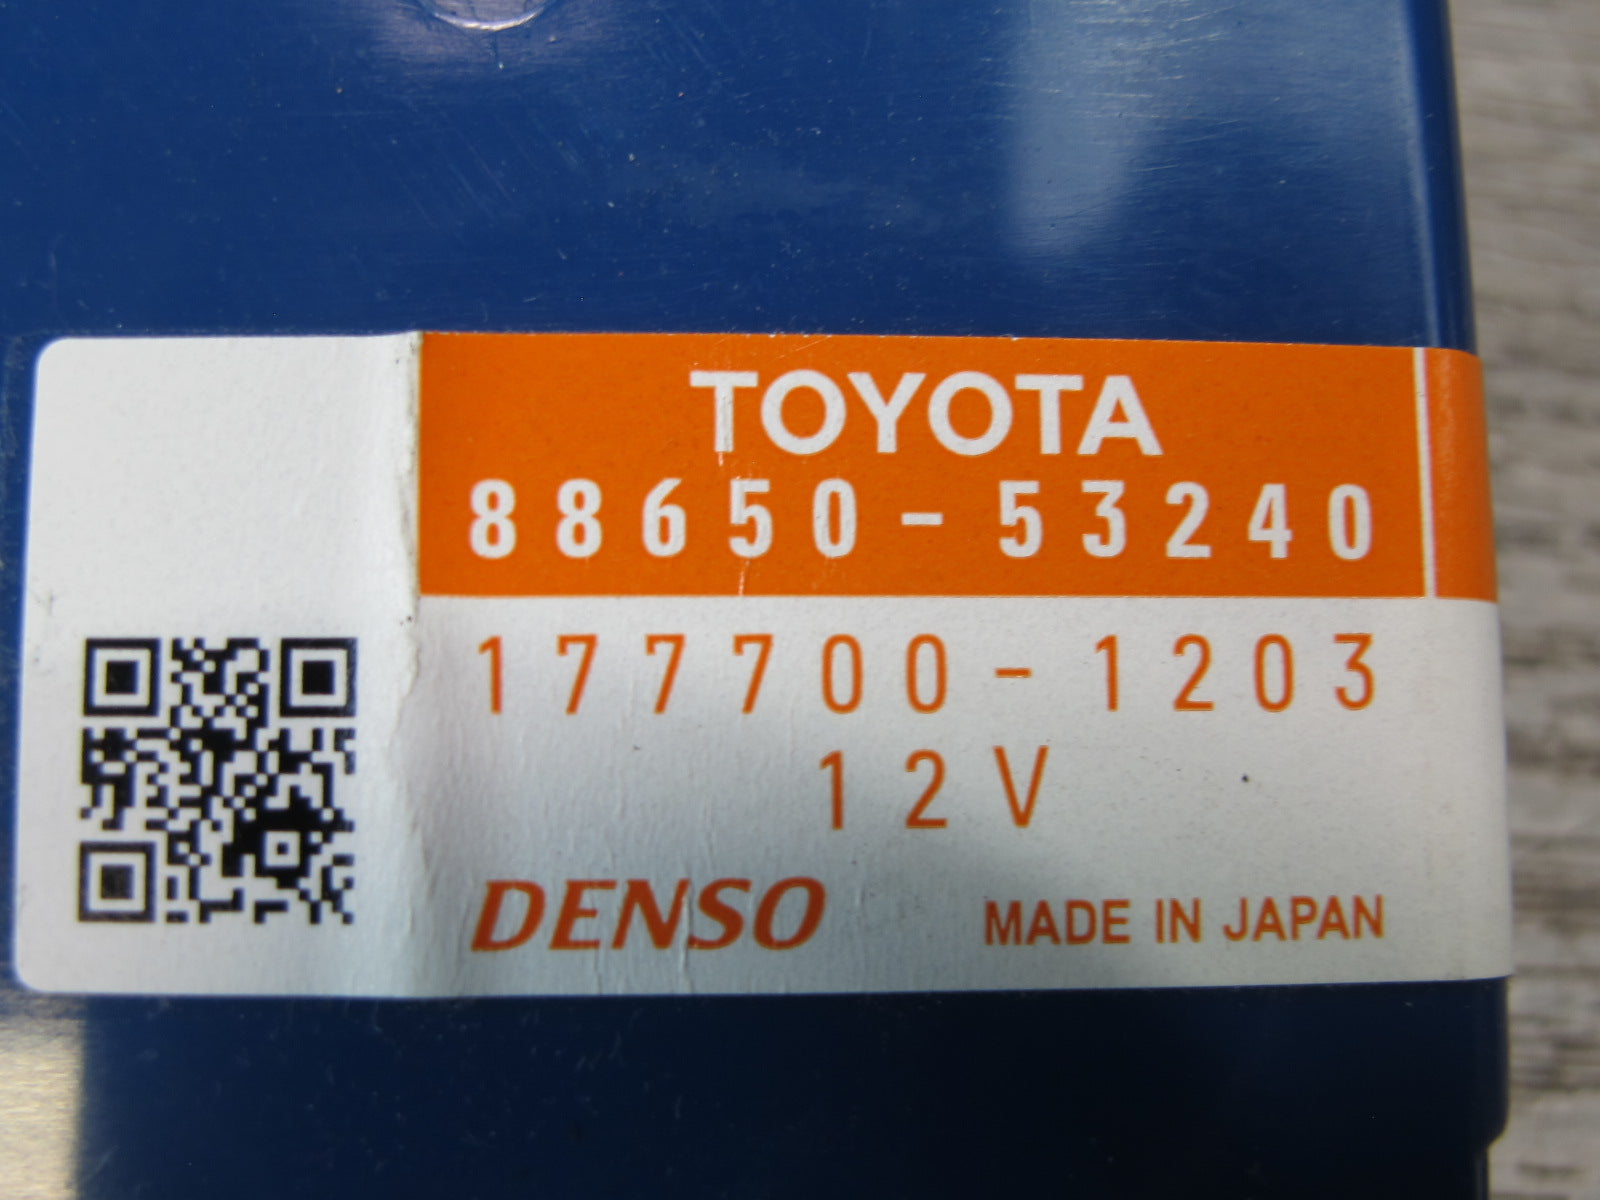 TOYOTA
88650-53240
177700-1203
12V
DENSO MADE IN JAPAN